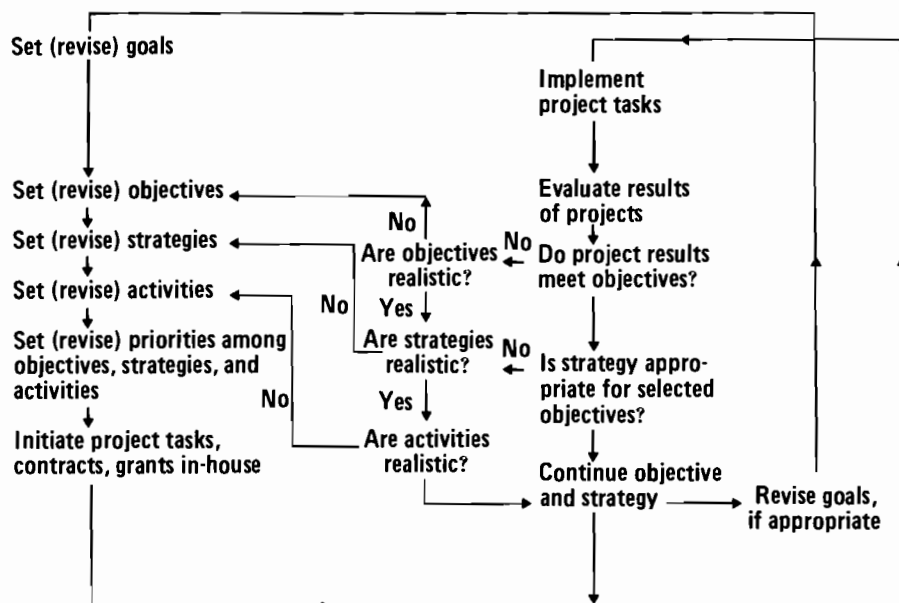 Set (revise) goals
Set (revise) objectives
Set (revise) strategies
Set (revise) activities
Set (revise) priorities among
objectives, strategies, and
activities
Initiate project tasks,
contracts, grants in-house
No
Are objectives
realistic?
No
Yes
Are strategies
realistic?
No
Yes
Are activities
realistic?
Implement
project tasks
Evaluate results
of projects
No
Do project results
meet objectives?
No
Is strategy appro-
priate for selected
objectives?
Continue objective
and strategy
Revise goals,
if appropriate